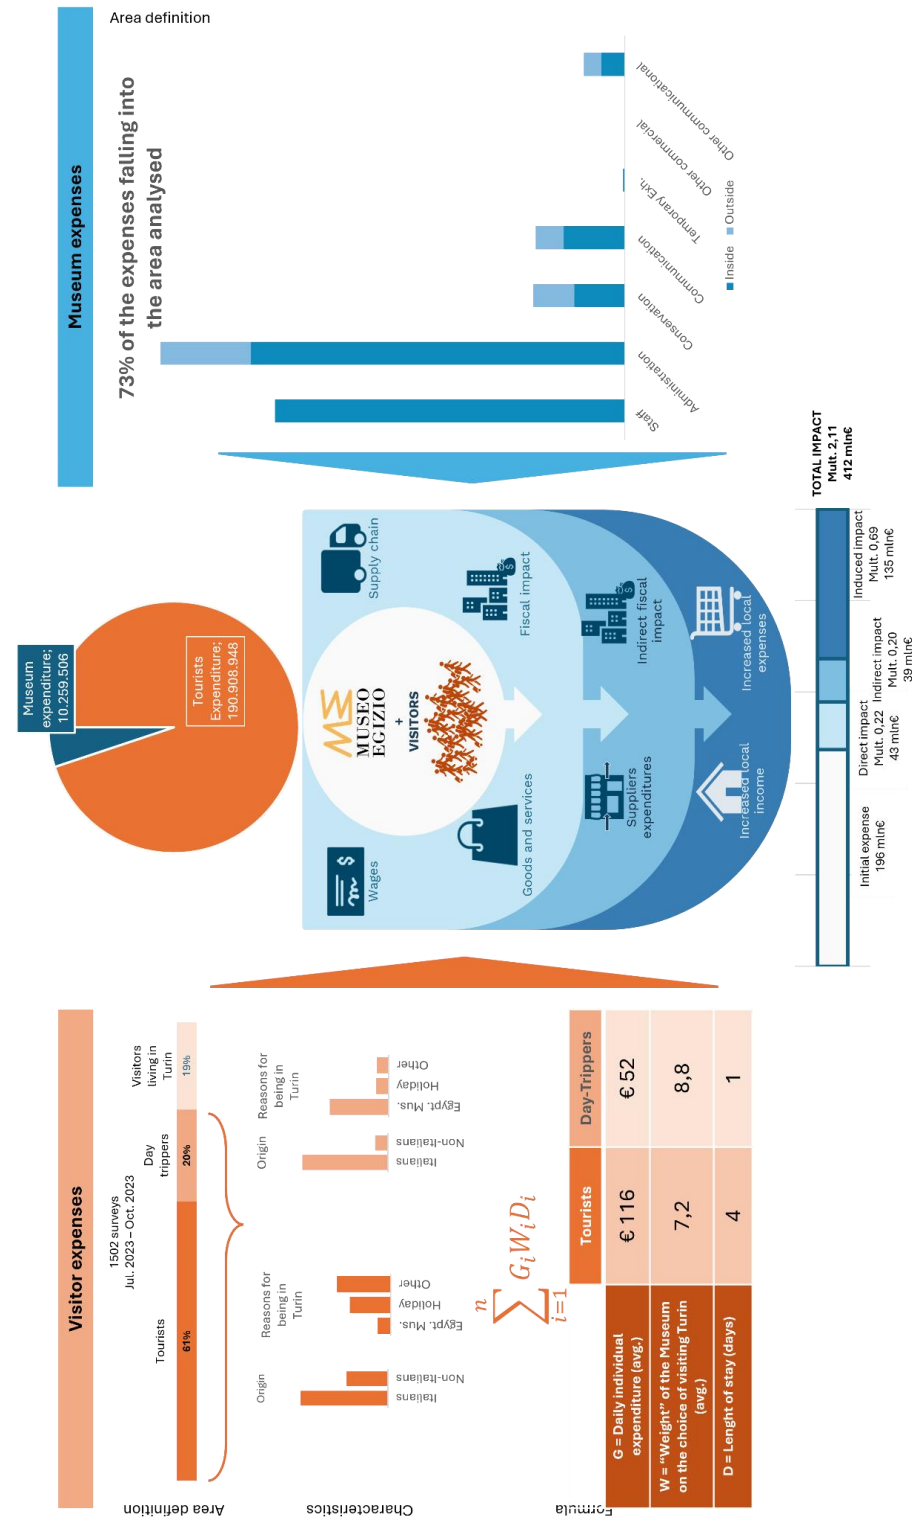 Visitor expenses
1502 surveys
Jul. 2023 – Oct. 2023
Area definition
Tourists
Day
trippers
Visitors
living in
Turin
61%
20%
19%
Characteristics
Origin
Italians
Non-Italians
Reasons for
being in
Turin
Egypt. Mus.
Holiday
Other
Origin
Italians
Non-Italians
Reasons for
being in
Turin
Egypt. Mus.
Holiday
Other
Formula
n
∑ GᵢWᵢDᵢ
i=1
Tourists
Day-Trippers
G = Daily individual
expenditure (avg.)
€ 116
€ 52
W = “Weight” of the Museum
on the choice of visiting Turin
(avg.)
7,2
8,8
D = Lenght of stay (days)
4
1
Museum
expenditure;
10.259.506
Tourists
Expenditure;
190.908.948
Wages
Supply chain
MUSEO
EGIZIO
+
VISITORS
Goods and services
Fiscal impact
Suppliers
expenditures
Indirect fiscal
impact
Increased local
income
Increased local
expenses
TOTAL IMPACT
Mult. 2,11
412 mln€
Initial expense
196 mln€
Direct impact
Mult. 0,22
43 mln€
Indirect impact
Mult. 0,20
39 mln€
Induced impact
Mult. 0,69
135 mln€
Museum expenses
Area definition
73% of the expenses falling into
the area analysed
Staff
Administration
Conservation
Communication
Temporary Exh.
Other commercial
Other communicational
Inside
Outside